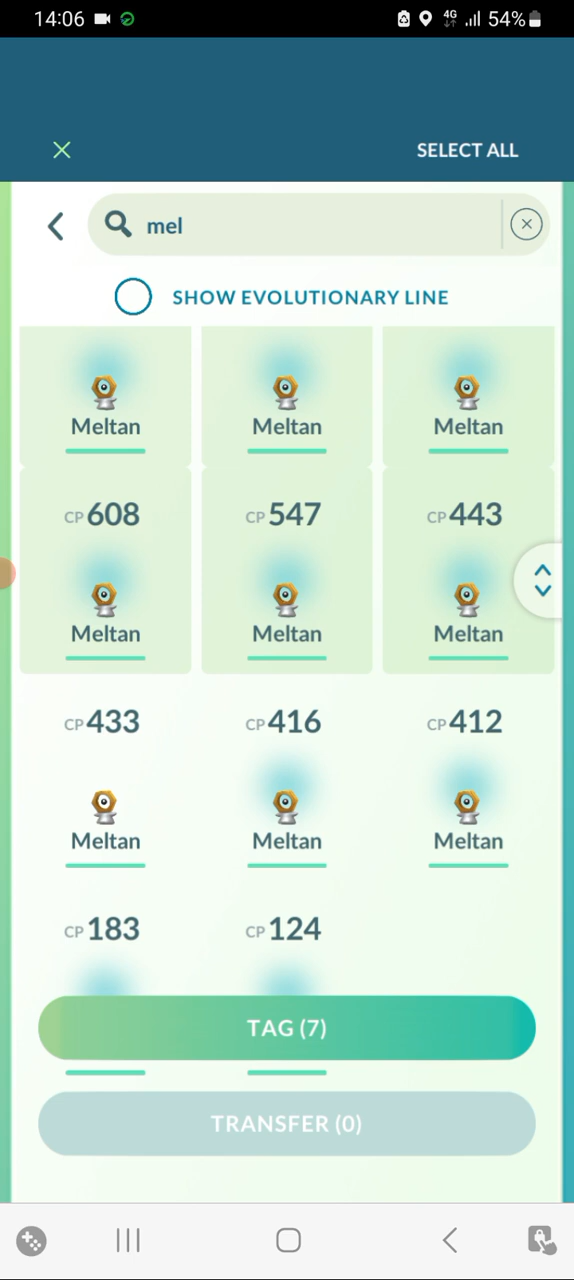 14:06 4G 54%
SELECT ALL
mel
SHOW EVOLUTIONARY LINE
Meltan Meltan Meltan
CP608 CP547 CP443
Meltan Meltan Meltan
CP433 CP416 CP412
Meltan Meltan Meltan
CP183 CP124
TAG (7)
TRANSFER (0)